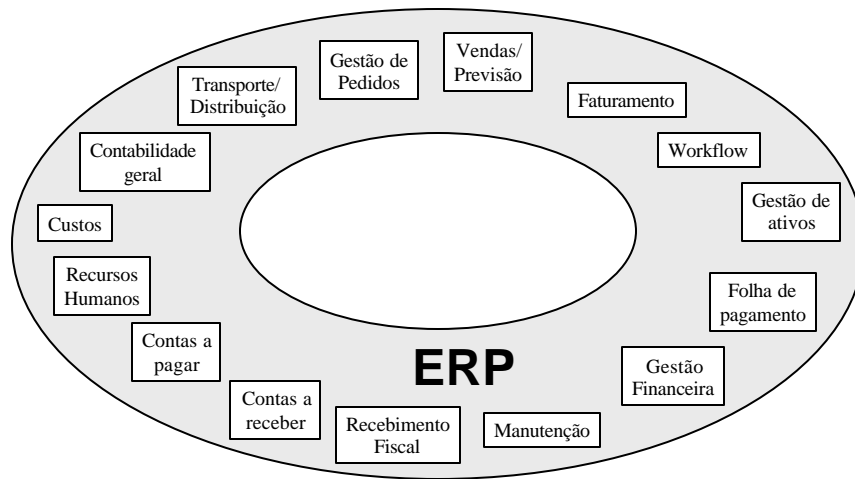 Vendas/
Previsão
Gestão de
Pedidos
Transporte/
Distribuição
Faturamento
Contabilidade
geral
Workflow
Custos
Gestão de
ativos
Recursos
Humanos
Folha de
pagamento
Contas a
pagar
ERP
Gestão
Financeira
Contas a
receber
Recebimento
Fiscal
Manutenção